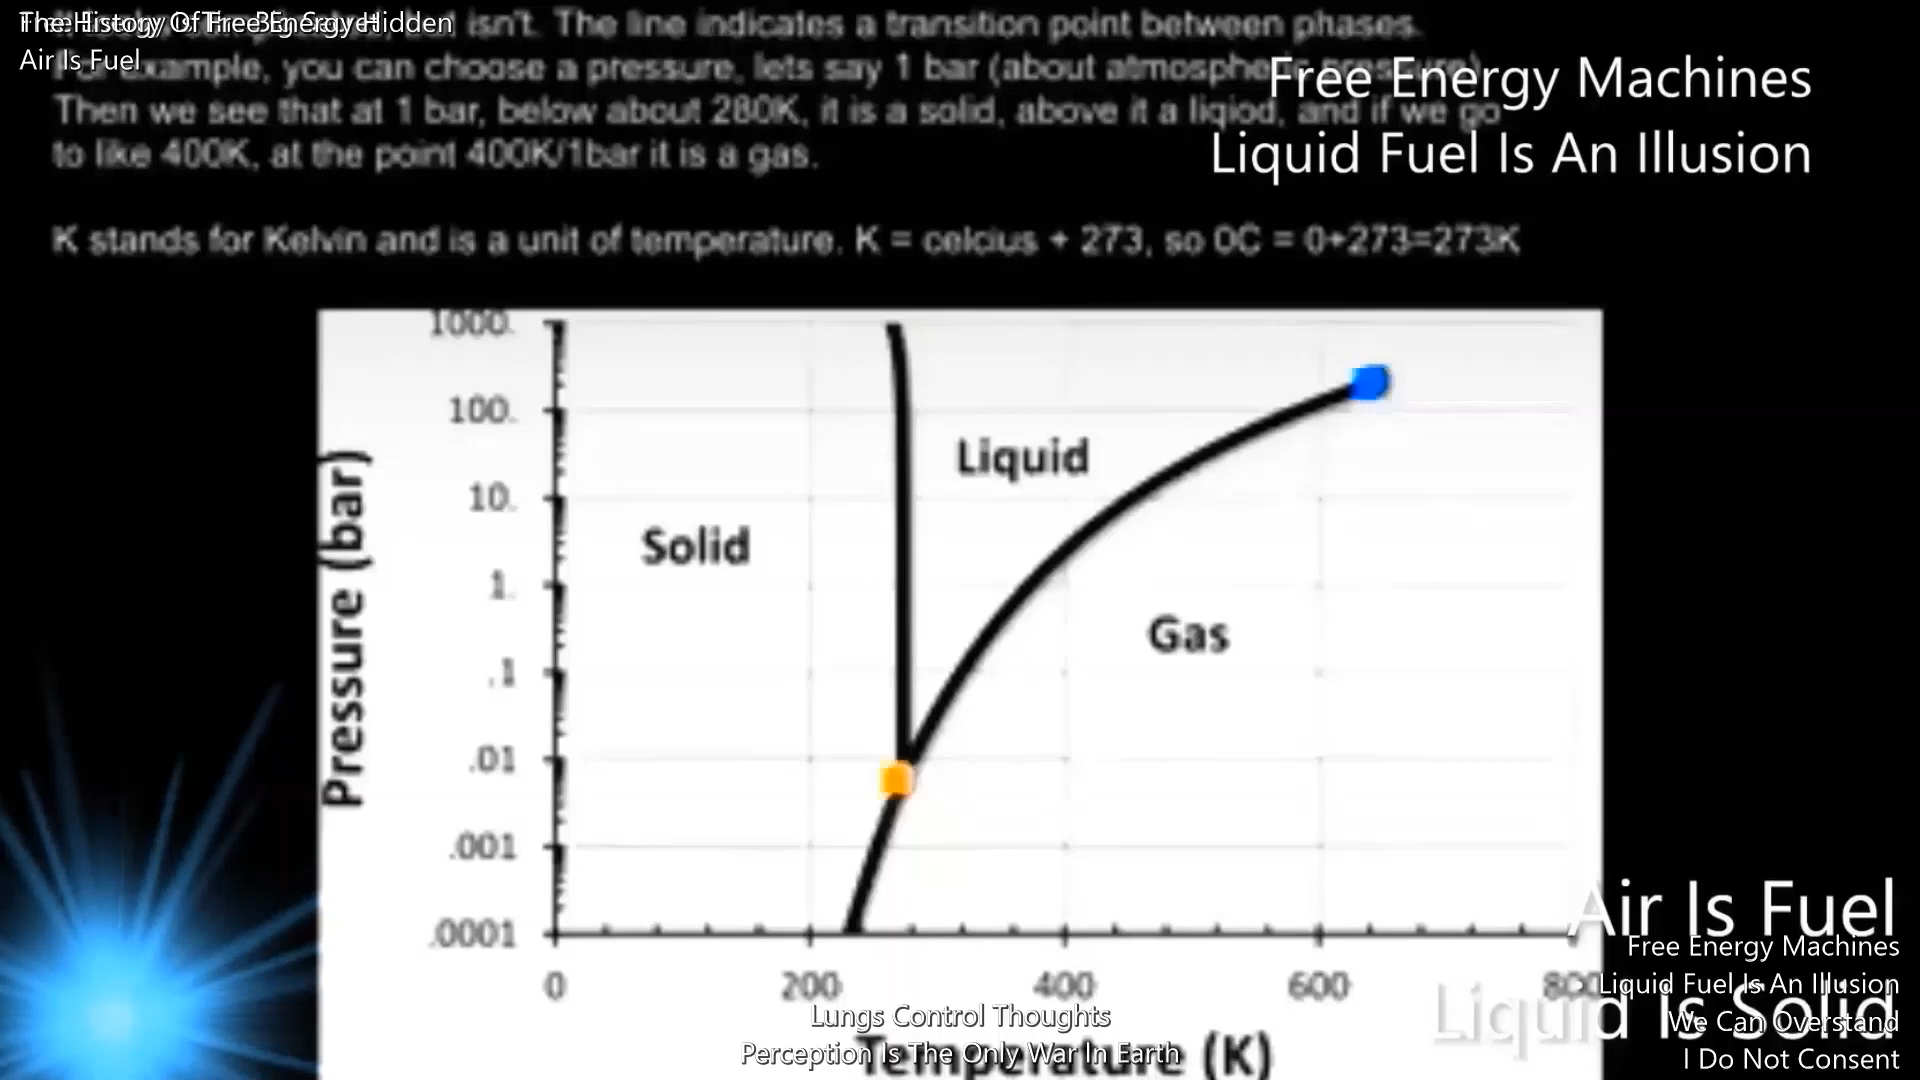 The History Of Free Energy Hidden
Air Is Fuel
isn't. The line indicates a transition point between phases.
example, you can choose a pressure, lets say 1 bar (about
Then we see that at 1 bar, below about 280K, it is a solid, above it a liqiod, and if we go
to like 400K, at the point 400K/1bar it is a gas.
Free Energy Machines
Liquid Fuel Is An Illusion
K stands for Kelvin and is a unit of temperature. K = celcius + 273, so 0C = 0+273=273K
1000.
100.
10.
1.
.1
.01
.001
.0001
Pressure (bar)
Solid
Liquid
Gas
0 200 400 600 800
Temperature (K)
Lungs Control Thoughts
Perception Is The Only War In Earth
Air Is Fuel
Liquid Is Solid
Free Energy Machines
Liquid Fuel Is An Illusion
We Can Overstand
I Do Not Consent